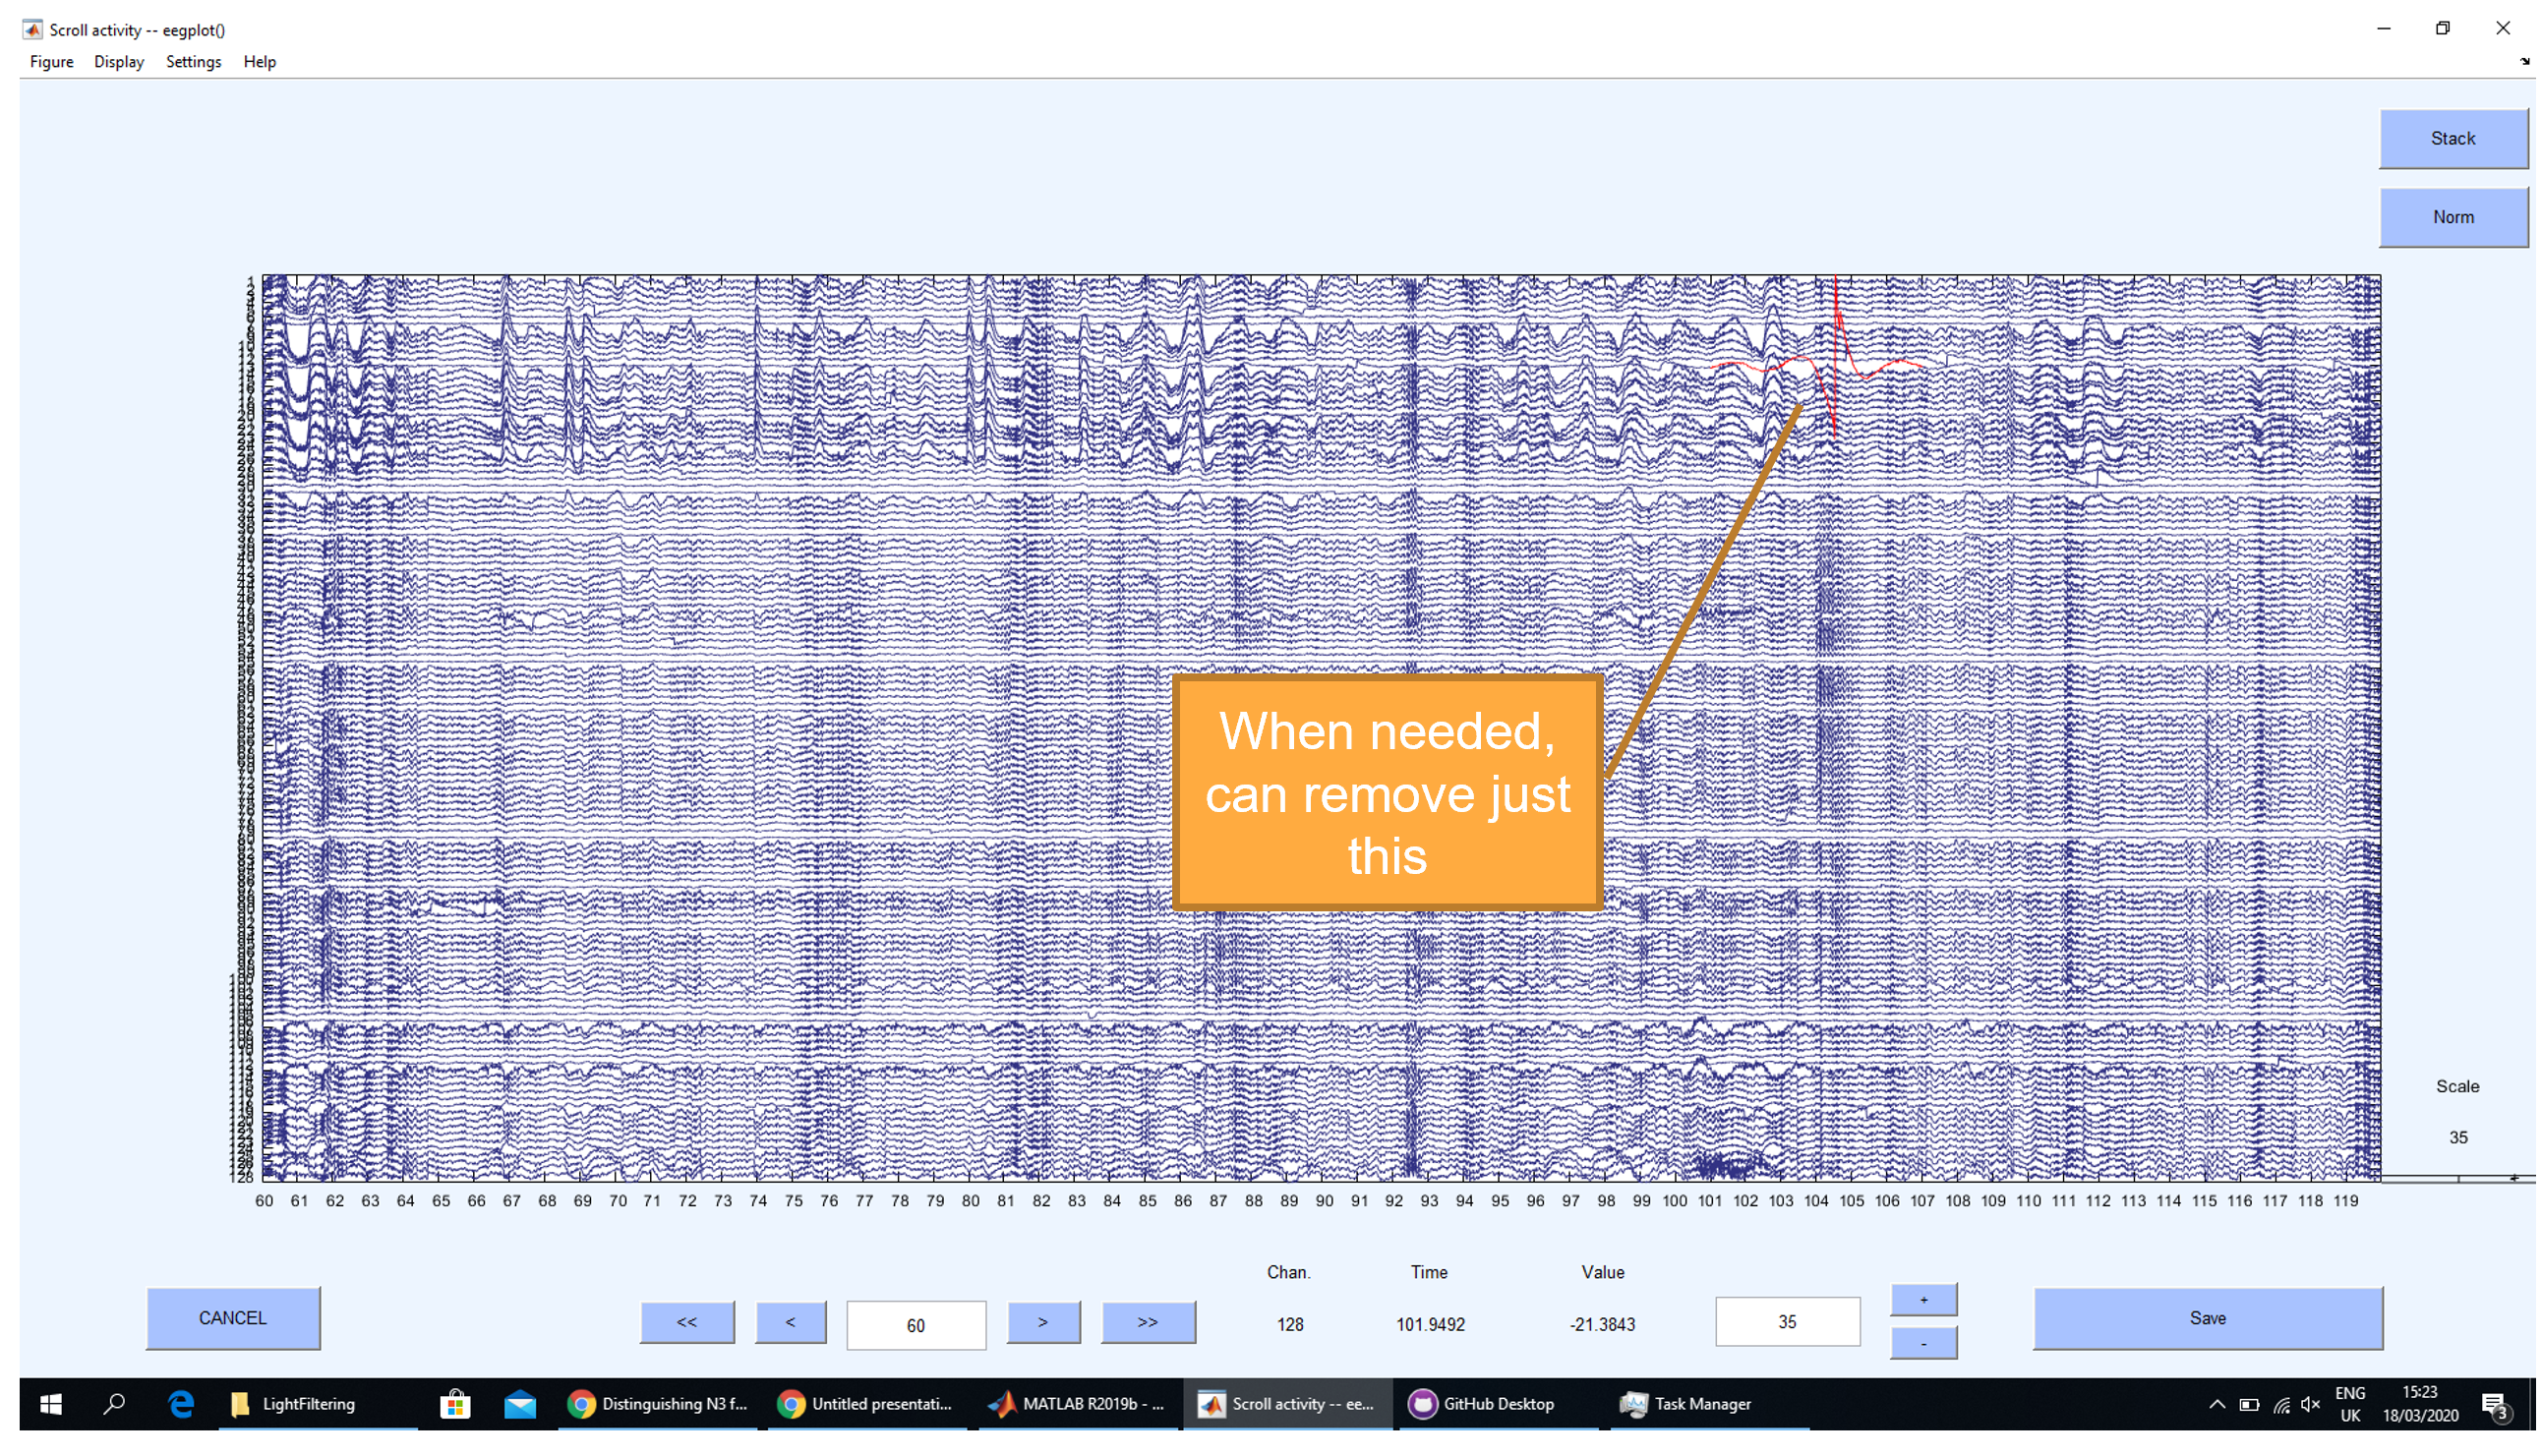 Scroll activity -- eegplot()
Figure Display Settings Help
Stack
Norm
When needed,
can remove just
this
Scale
35
60 61 62 63 64 65 66 67 68 69 70 71 72 73 74 75 76 77 78 79 80 81 82 83 84 85 86 87 88 89 90 91 92 93 94 95 96 97 98 99 100 101 102 103 104 105 106 107 108 109 110 111 112 113 114 115 116 117 118 119
Chan. Time Value
CANCEL << < 60 > >> 128 101.9492 -21.3843 35 + - Save
LightFiltering Distinguishing N3 f... Untitled presentati... MATLAB R2019b - ... Scroll activity -- ee... GitHub Desktop Task Manager
ENG 15:23
UK 18/03/2020 3